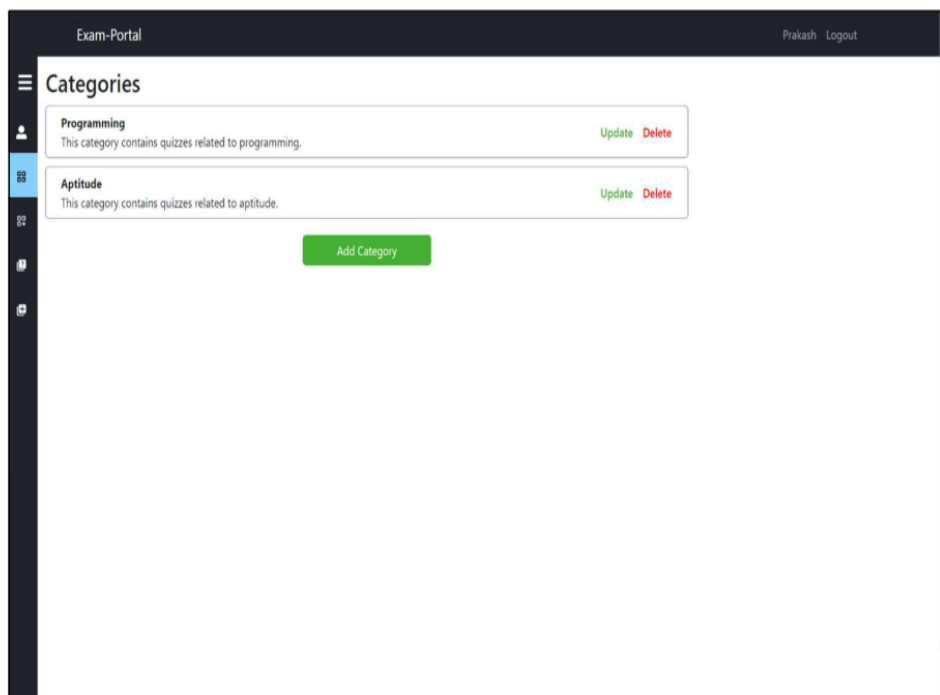 Exam-Portal
Prakash Logout
Categories
Programming
This category contains quizzes related to programming.
Update Delete
Aptitude
This category contains quizzes related to aptitude.
Update Delete
Add Category